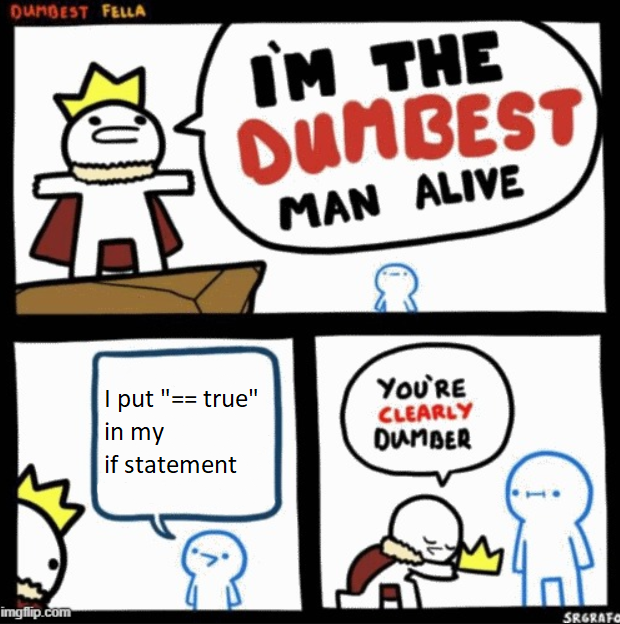 DUMBEST FELLA
I'M THE
DUMBEST
MAN ALIVE
I put "== true"
in my
if statement
YOU'RE
CLEARLY
DUMBER
imgflip.com
SRGRAFO